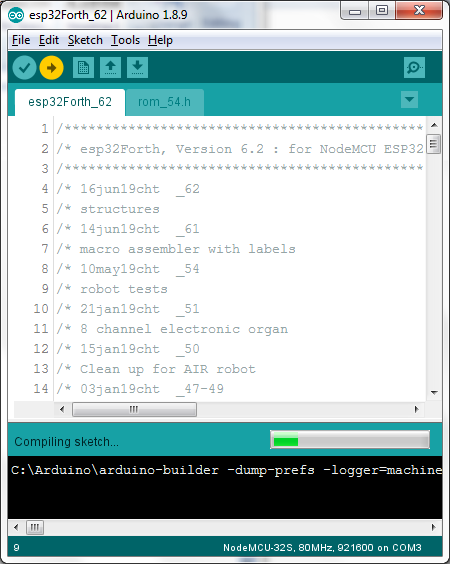 esp32Forth_62 | Arduino 1.8.9
File Edit Sketch Tools Help
esp32Forth_62 rom_54.h
1 /**********************************************
2 /* esp32Forth, Version 6.2 : for NodeMCU ESP32
3 /**********************************************
4 /* 16jun19cht _62
5 /* structures
6 /* 14jun19cht _61
7 /* macro assembler with labels
8 /* 10may19cht _54
9 /* robot tests
10 /* 21jan19cht _51
11 /* 8 channel electronic organ
12 /* 15jan19cht _50
13 /* Clean up for AIR robot
14 /* 03jan19cht _47-49
Compiling sketch...
C:\Arduino\arduino-builder -dump-prefs -logger=machine
9 NodeMCU-32S, 80MHz, 921600 on COM3